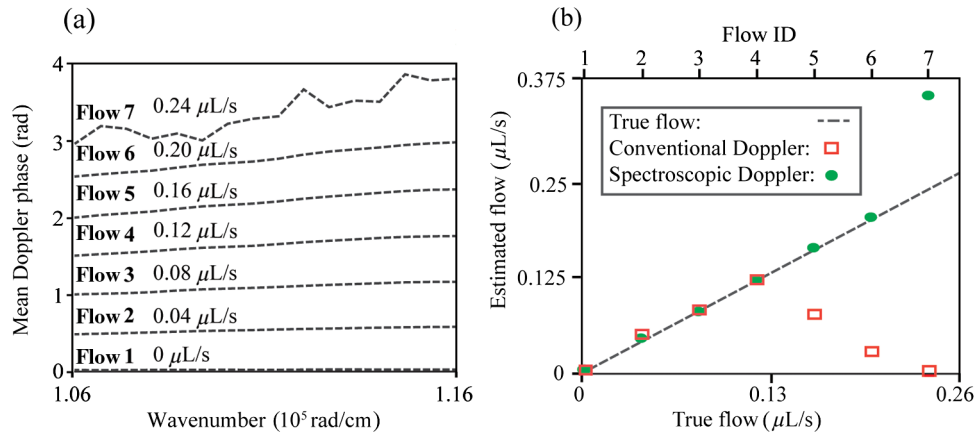 (a)
Mean Doppler phase (rad)
4
3
2
1
0
Flow 7 0.24 µL/s
Flow 6 0.20 µL/s
Flow 5 0.16 µL/s
Flow 4 0.12 µL/s
Flow 3 0.08 µL/s
Flow 2 0.04 µL/s
Flow 1 0 µL/s
1.06 1.16
Wavenumber (10⁵ rad/cm)
(b)
Flow ID
1 2 3 4 5 6 7
Estimated flow (µL/s)
0.375
0.25
0.125
0
True flow:
Conventional Doppler:
Spectroscopic Doppler:
0 0.13 0.26
True flow (µL/s)